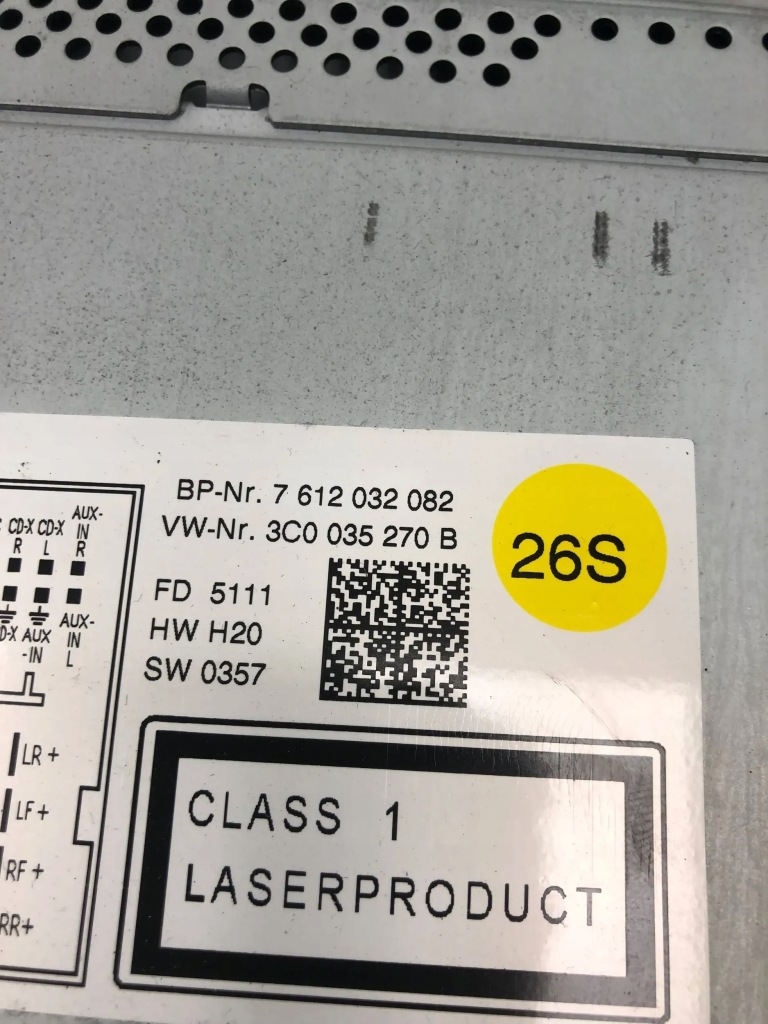 BP-Nr. 7 612 032 082
VW-Nr. 3C0 035 270 B
26S
FD 5111
HW H20
SW 0357
CD-X CD-X AUX-
R L IN
R
AUX AUX-
-IN IN
L
LR +
LF +
RF +
RR+
CLASS 1
LASERPRODUCT